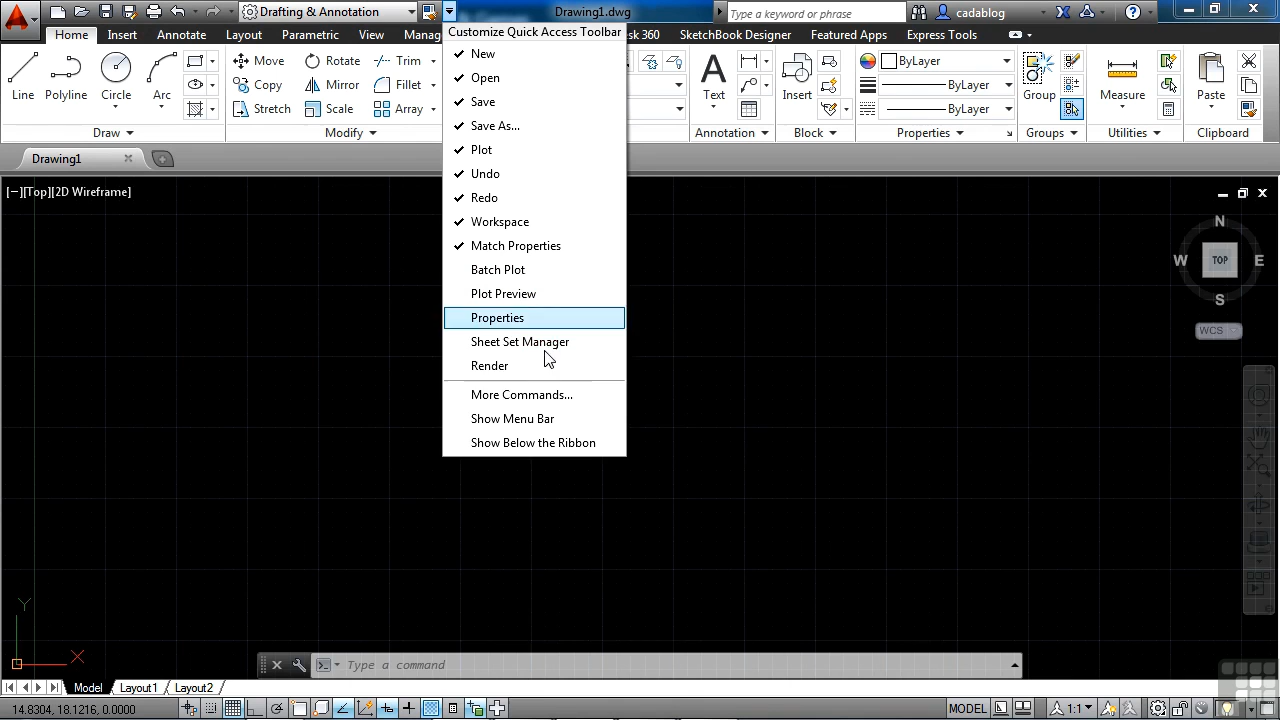 Drafting & Annotation
Drawing1.dwg
Type a keyword or phrase
cadablog
Home
Insert
Annotate
Layout
Parametric
View
Manag
sk 360
SketchBook Designer
Featured Apps
Express Tools
Customize Quick Access Toolbar
New
Open
Save
Save As...
Plot
Undo
Redo
Workspace
Match Properties
Batch Plot
Plot Preview
Properties
Sheet Set Manager
Render
More Commands...
Show Menu Bar
Show Below the Ribbon
Line
Polyline
Circle
Arc
Draw
Move
Rotate
Trim
Copy
Mirror
Fillet
Stretch
Scale
Array
Modify
Text
Annotation
Insert
Block
ByLayer
ByLayer
ByLayer
Properties
Group
Groups
Measure
Utilities
Paste
Clipboard
Drawing1
[−][Top][2D Wireframe]
N
W
TOP
E
S
WCS
Y
X
Type a command
Model
Layout1
Layout2
14.8304, 18.1216, 0.0000
MODEL
1:1